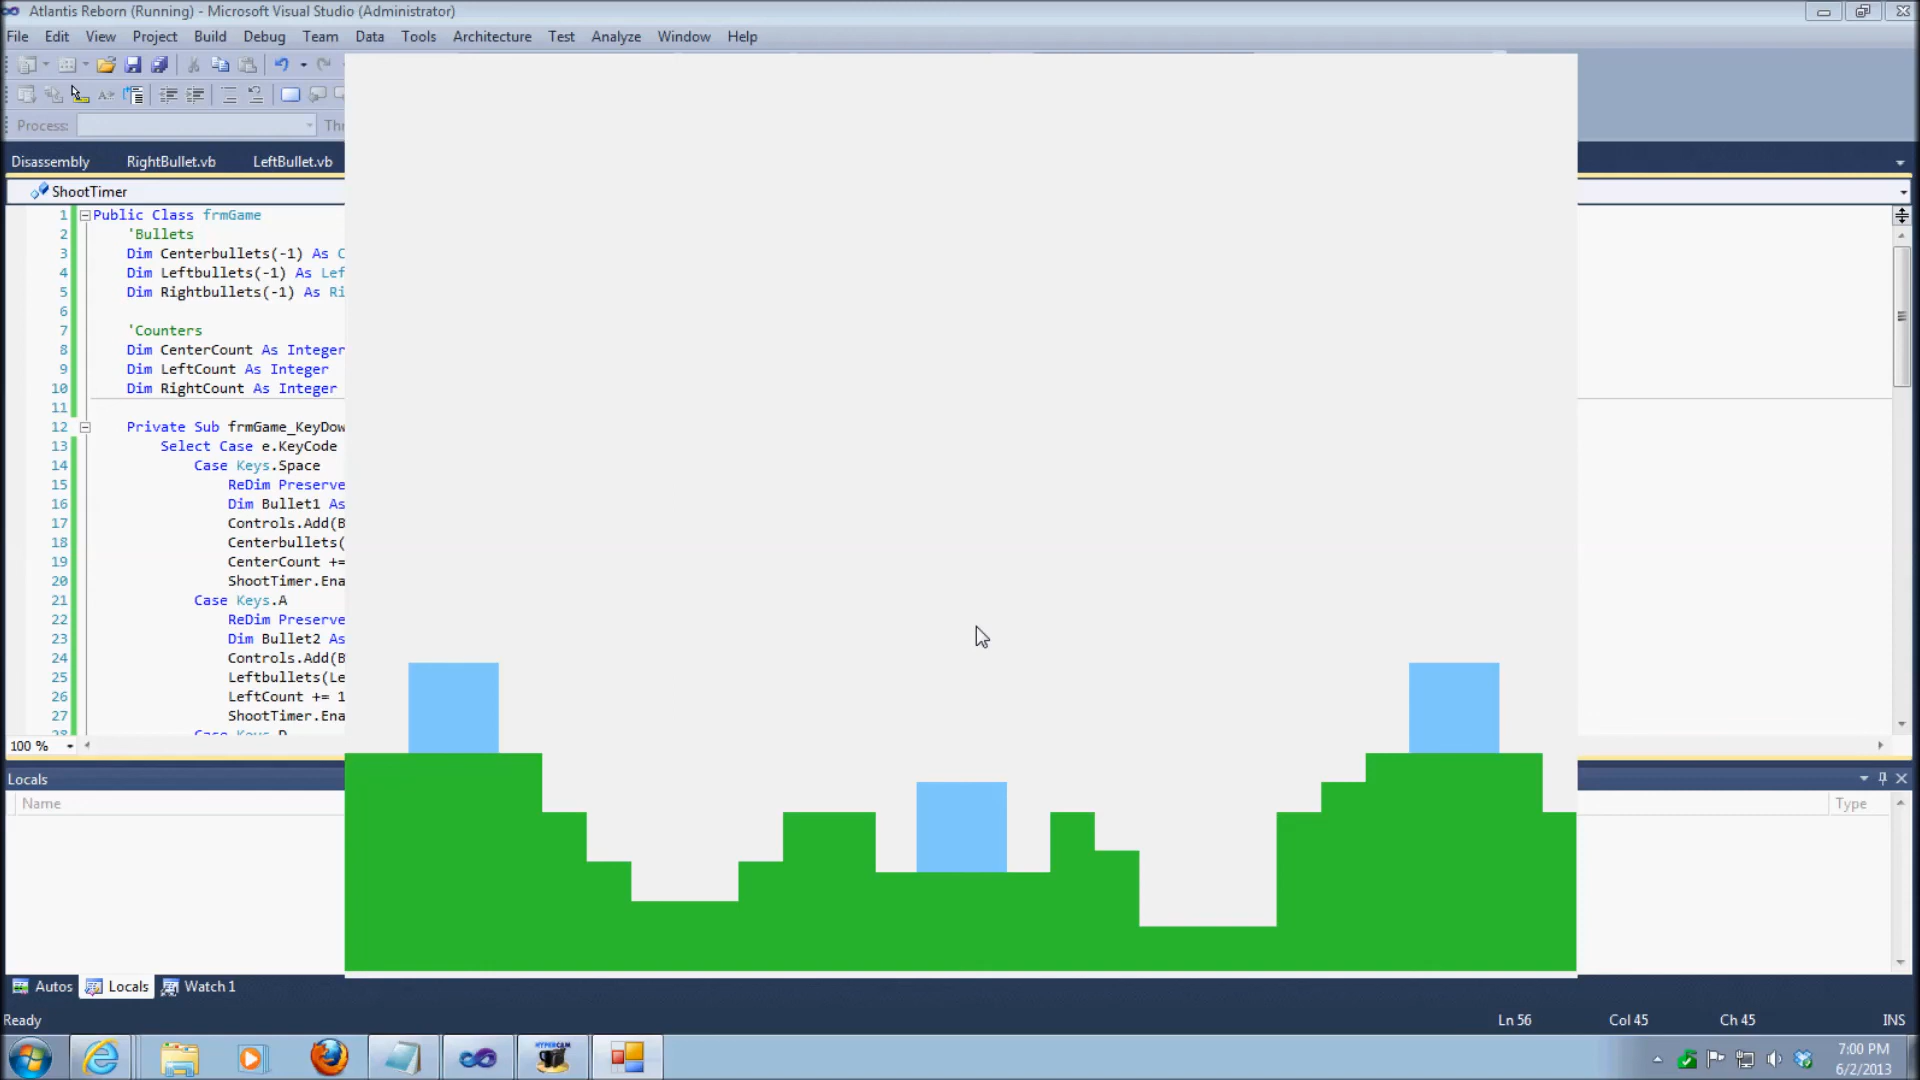 Atlantis Reborn (Running) - Microsoft Visual Studio (Administrator)
File Edit View Project Build Debug Team Data Tools Architecture Test Analyze Window Help
Process:
Disassembly RightBullet.vb LeftBullet.vb
ShootTimer
1 Public Class frmGame
2 'Bullets
3 Dim Centerbullets(-1) As C
4 Dim Leftbullets(-1) As Lef
5 Dim Rightbullets(-1) As Ri
6
7 'Counters
8 Dim CenterCount As Integer
9 Dim LeftCount As Integer
10 Dim RightCount As Integer
11
12 Private Sub frmGame_KeyDow
13 Select Case e.KeyCode
14 Case Keys.Space
15 ReDim Preserve
16 Dim Bullet1 As
17 Controls.Add(B
18 Centerbullets(
19 CenterCount +=
20 ShootTimer.Ena
21 Case Keys.A
22 ReDim Preserve
23 Dim Bullet2 As
24 Controls.Add(B
25 Leftbullets(Le
26 LeftCount += 1
27 ShootTimer.Ena
100 %
Locals
Name Type
Autos Locals Watch 1
Ready Ln 56 Col 45 Ch 45 INS
HYPERCAM
7:00 PM
6/2/2013